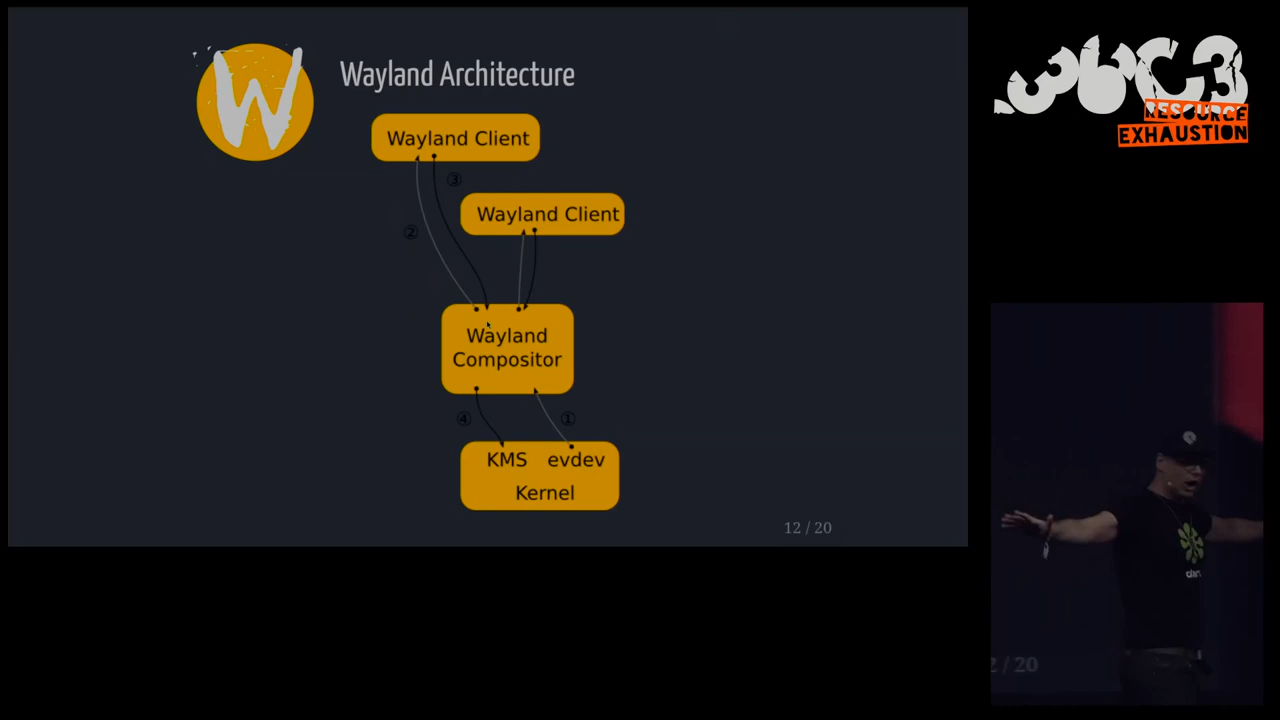 Wayland Architecture
Wayland Client
③
Wayland Client
②
Wayland
Compositor
④
①
KMS evdev
Kernel
12 / 20
36C3
RESOURCE
EXHAUSTION
2 / 20